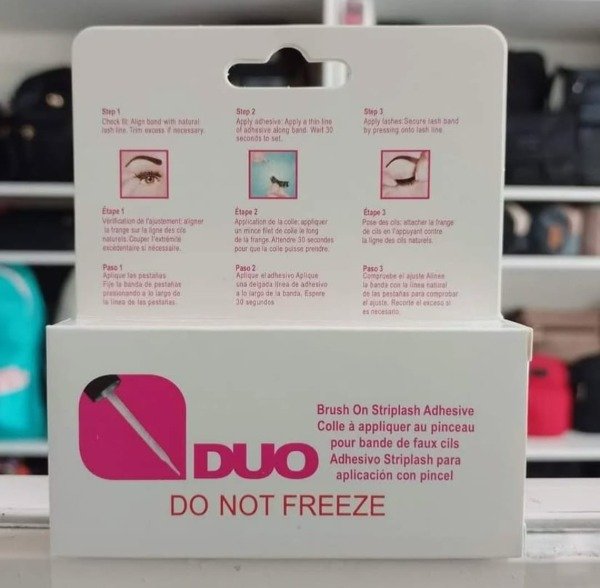 Step 1
Check fit: Align band with natural
lash line. Trim excess if necessary.
Step 2
Apply adhesive: Apply a thin line
of adhesive along band. Wait 30
seconds to set.
Step 3
Apply lashes: Secure lash band
by pressing onto lash line.
Étape 1
Vérification de l'ajustement: aligner
la frange sur la ligne des cils
naturels. Couper l'extrémité
excédentaire si nécessaire.
Étape 2
Application de la colle: appliquer
un mince filet de colle le long
de la frange. Attendre 30 secondes
pour que la colle puisse prendre.
Étape 3
Pose des cils: attacher la frange
de cils en l'appuyant contre
la ligne des cils naturels.
Paso 1
Aplique las pestañas
Fije la banda de pestañas
presionando a lo largo de
la línea de las pestañas.
Paso 2
Aplique el adhesivo Aplique
una delgada línea de adhesivo
a lo largo de la banda, Espere
30 segundos
Paso 3
Compruebe el ajuste Alinee
la banda con la línea natural
de las pestañas para comprobar
el ajuste. Recorte el exceso si
es necesario.
DUO
Brush On Striplash Adhesive
Colle à appliquer au pinceau
pour bande de faux cils
Adhesivo Striplash para
aplicación con pincel
DO NOT FREEZE